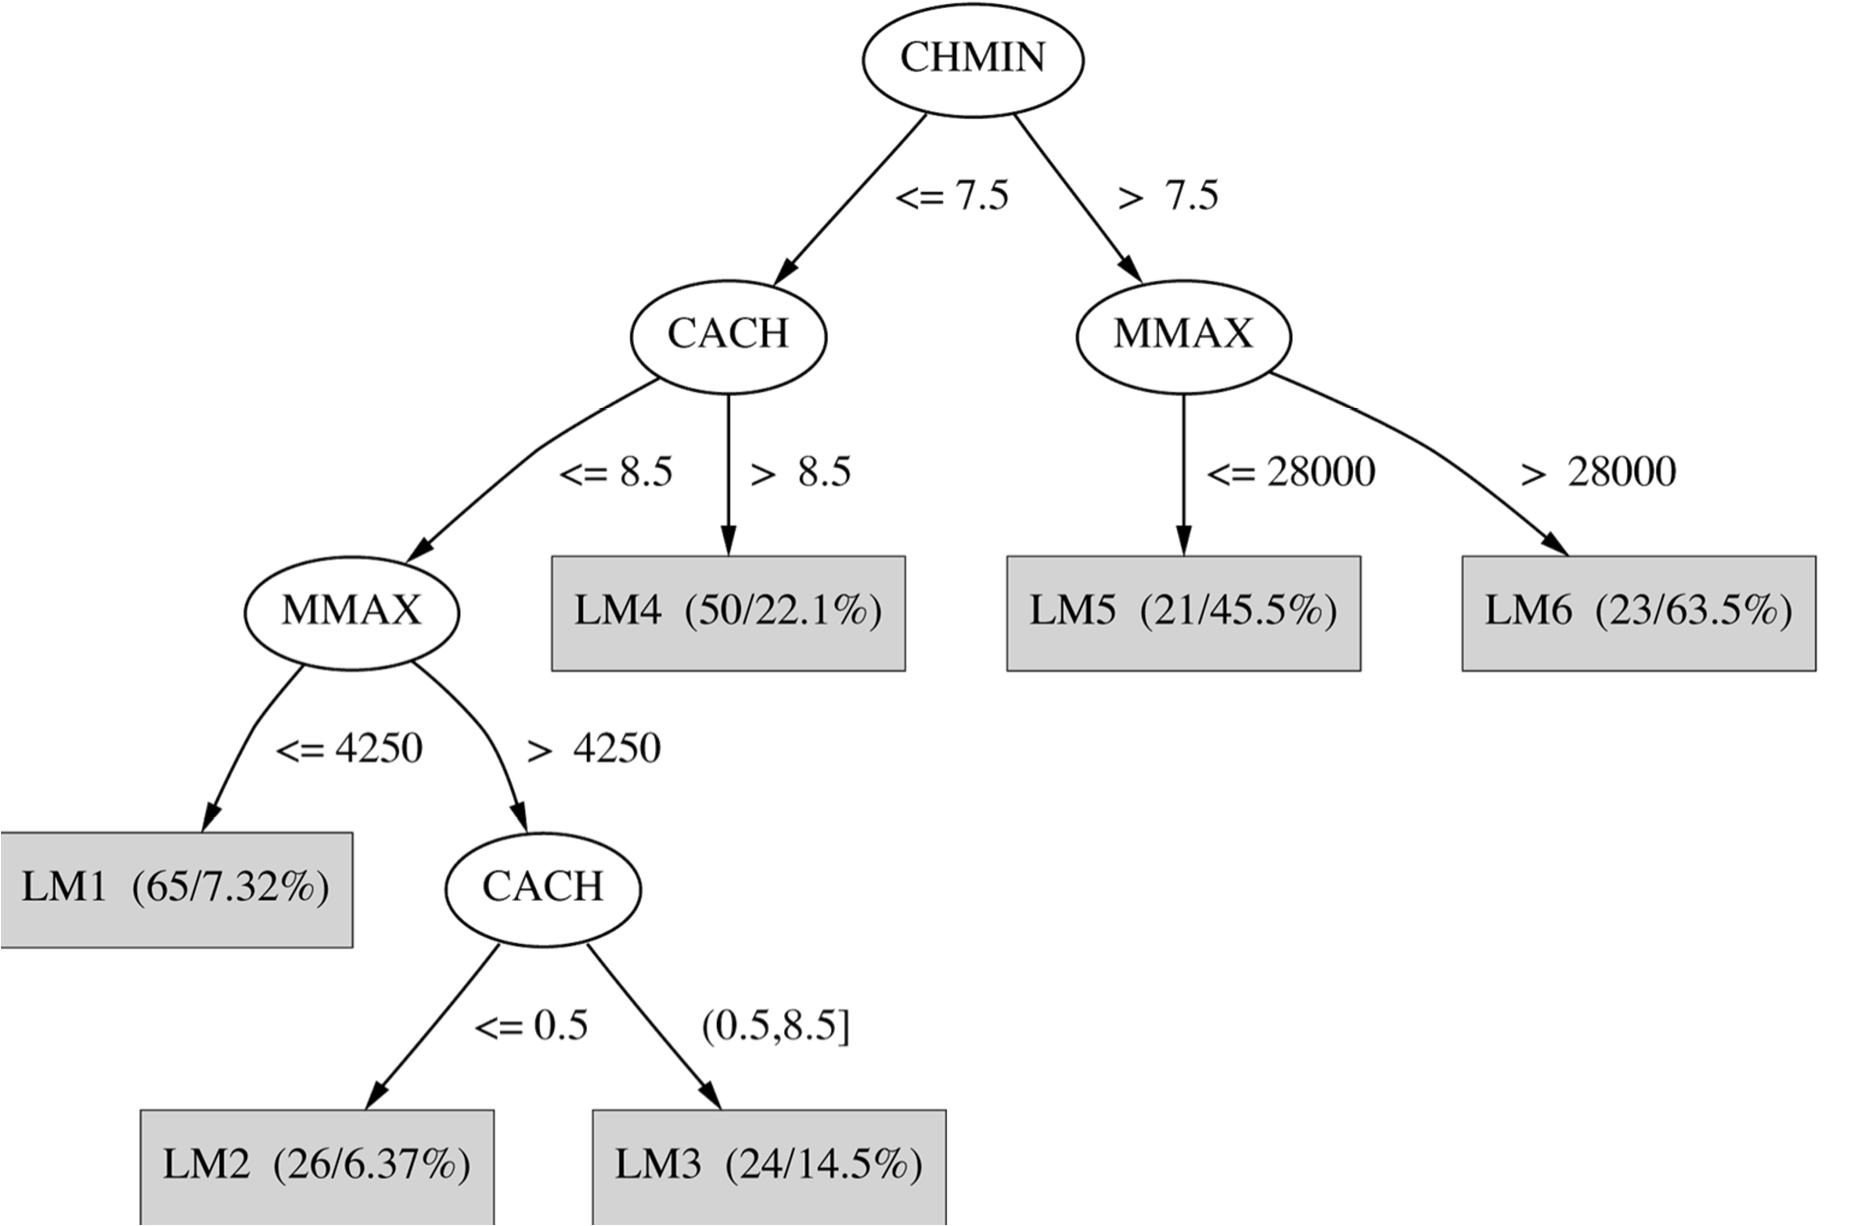 CHMIN
<= 7.5
> 7.5
CACH
MMAX
<= 8.5
> 8.5
<= 28000
> 28000
MMAX
LM4 (50/22.1%)
LM5 (21/45.5%)
LM6 (23/63.5%)
<= 4250
> 4250
LM1 (65/7.32%)
CACH
<= 0.5
(0.5,8.5]
LM2 (26/6.37%)
LM3 (24/14.5%)